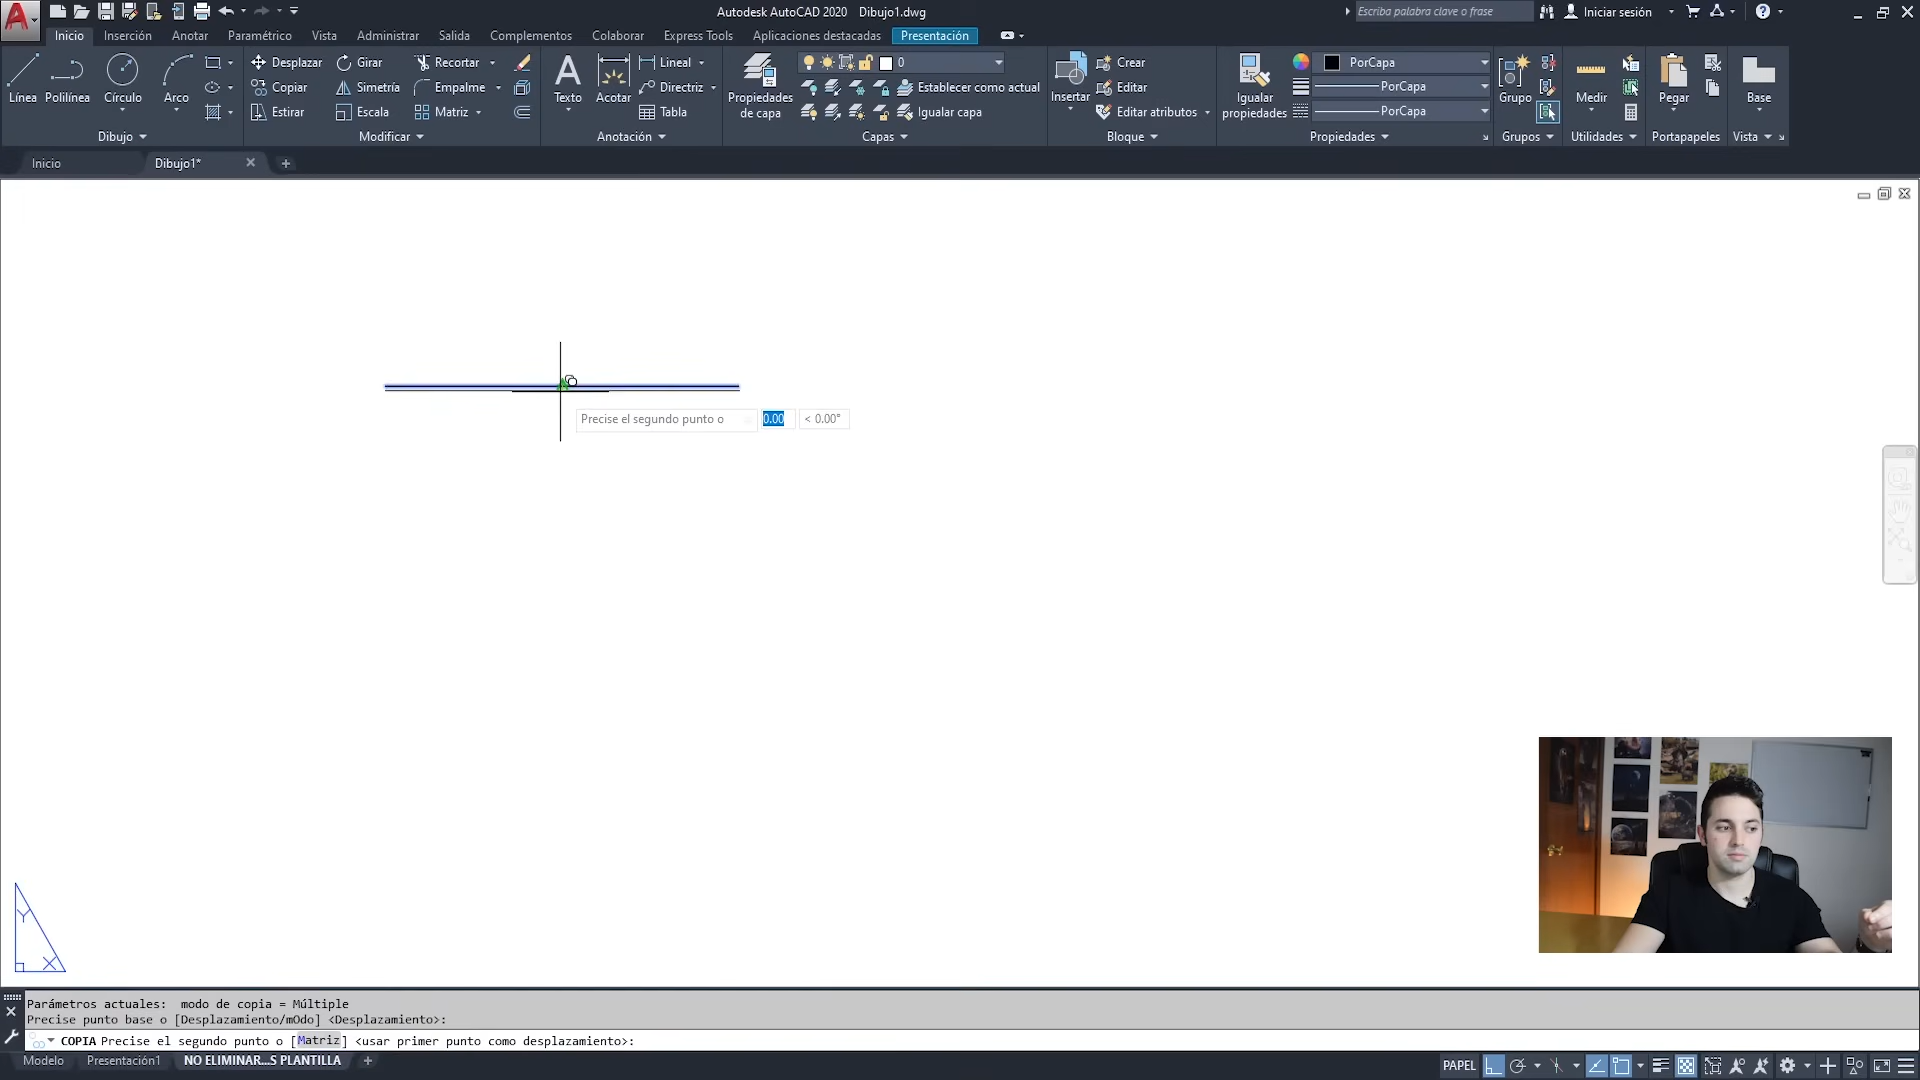 Autodesk AutoCAD 2020 Dibujo1.dwg
Escriba palabra clave o frase
Iniciar sesión
Inicio Inserción Anotar Paramétrico Vista Administrar Salida Complementos Colaborar Express Tools Aplicaciones destacadas Presentación
Línea Polilínea Círculo Arco
Desplazar Girar Recortar
Copiar Simetría Empalme
Estirar Escala Matriz
Texto Acotar
Lineal
Directriz
Tabla
Propiedades de capa
0
Establecer como actual
Igualar capa
Insertar
Crear
Editar
Editar atributos
Igualar propiedades
PorCapa
PorCapa
PorCapa
Grupo
Medir
Pegar
Base
Dibujo Modificar Anotación Capas Bloque Propiedades Grupos Utilidades Portapapeles Vista
Inicio Dibujo1*
Precise el segundo punto o 0.00 < 0.00°
Y
X
Parámetros actuales: modo de copia = Múltiple
Precise punto base o [Desplazamiento/mOdo] <Desplazamiento>:
COPIA Precise el segundo punto o [Matriz] <usar primer punto como desplazamiento>:
Modelo Presentación1 NO ELIMINAR...S PLANTILLA
PAPEL